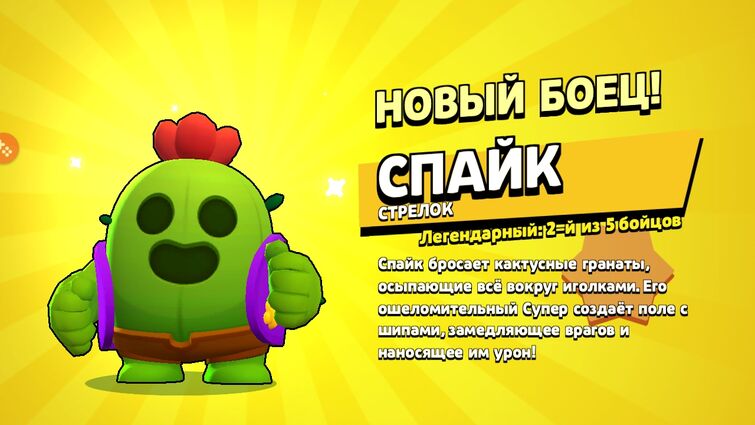 НОВЫЙ БОЕЦ!
СПАЙК
СТРЕЛОК
Легендарный: 2=й из 5 бойцов
Спайк бросает кактусные гранаты,
осыпающие всё вокруг иголками. Его
ошеломительный Супер создаёт поле с
шипами, замедляющее врагов и
наносящее им урон!